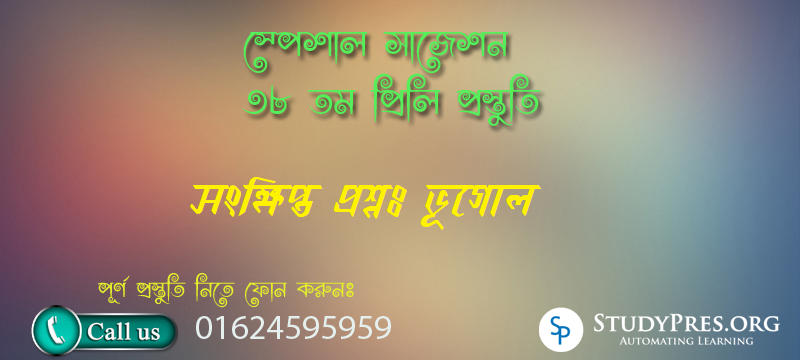 স্পেশাল সাজেশন
৩৮ তম প্রিলি প্রস্তুতি
সংক্ষিপ্ত প্রশ্নঃ ভূগোল
পূর্ণ প্রস্তুতি নিতে ফোন করুনঃ
Call us 01624595959
SP STUDYPRES.ORG
AUTOMATING LEARNING